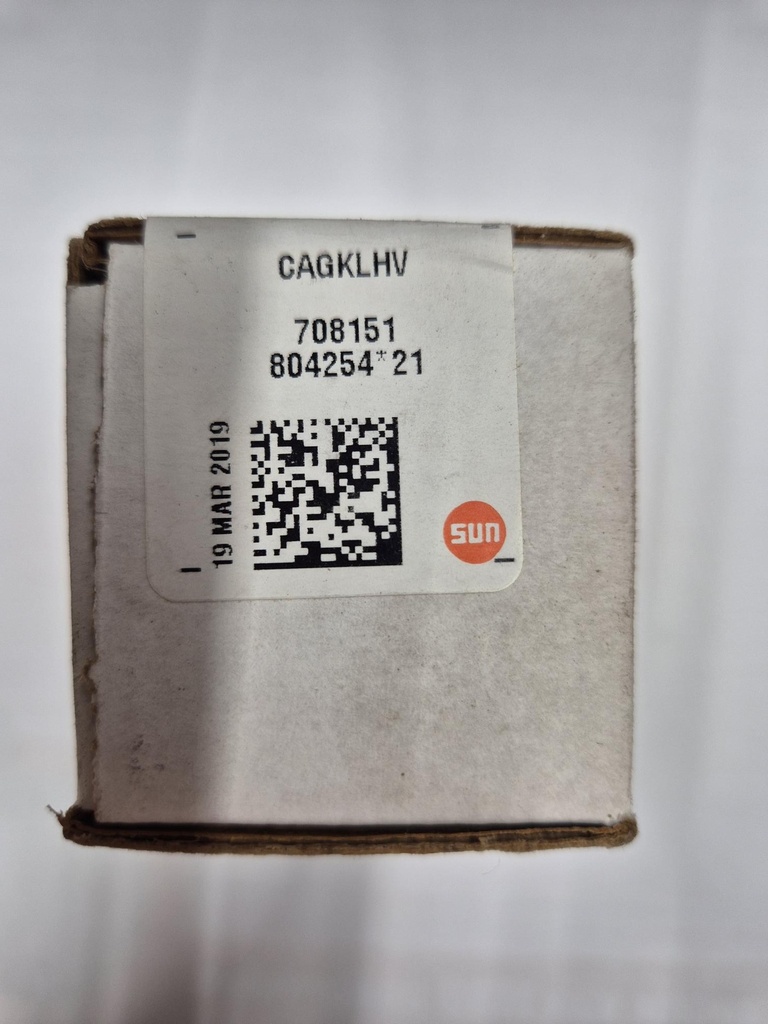 CAGKLHV
708151
804254*21
19 MAR 2019
sun